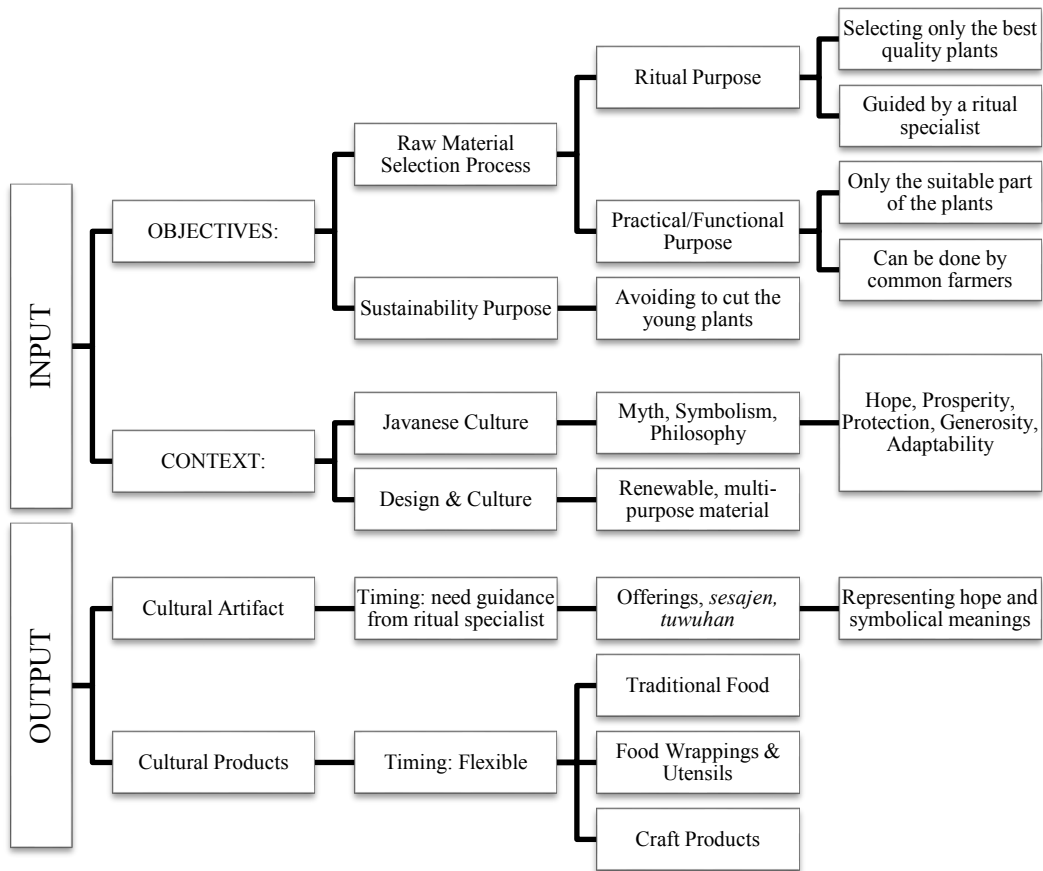 INPUT
OBJECTIVES:
Raw Material
Selection Process
Ritual Purpose
Selecting only the best
quality plants
Guided by a ritual
specialist
Practical/Functional
Purpose
Only the suitable part
of the plants
Can be done by
common farmers
Sustainability Purpose
Avoiding to cut the
young plants
CONTEXT:
Javanese Culture
Myth, Symbolism,
Philosophy
Hope, Prosperity,
Protection, Generosity,
Adaptability
Design & Culture
Renewable, multi-
purpose material
OUTPUT
Cultural Artifact
Timing: need guidance
from ritual specialist
Offerings, sesajen,
tuwuhan
Representing hope and
symbolical meanings
Cultural Products
Timing: Flexible
Traditional Food
Food Wrappings &
Utensils
Craft Products